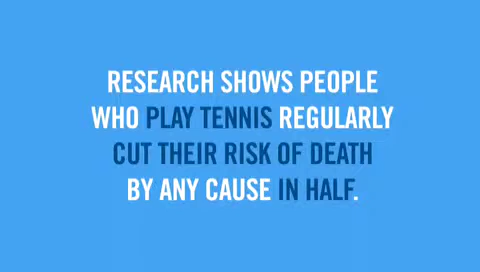 RESEARCH SHOWS PEOPLE
WHO PLAY TENNIS REGULARLY
CUT THEIR RISK OF DEATH
BY ANY CAUSE IN HALF.